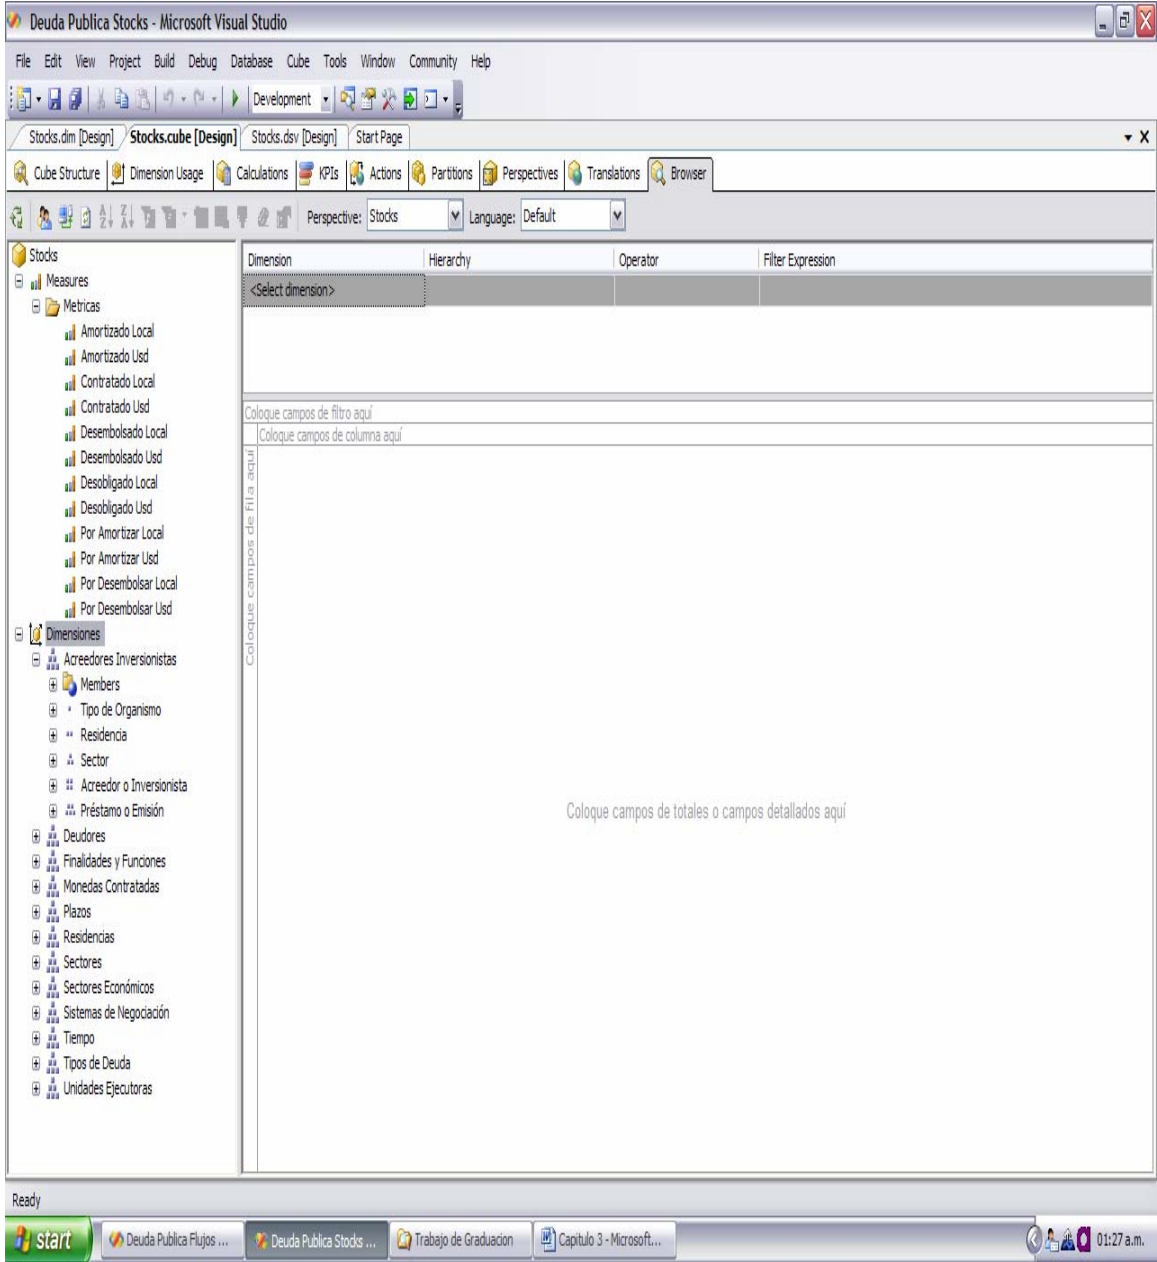 Deuda Publica Stocks - Microsoft Visual Studio
File Edit View Project Build Debug Database Cube Tools Window Community Help
Development
Stocks.dim [Design] Stocks.cube [Design] Stocks.dsv [Design] Start Page
Cube Structure Dimension Usage Calculations KPIs Actions Partitions Perspectives Translations Browser
Perspective: Stocks Language: Default
Stocks
Measures
Metricas
Amortizado Local
Amortizado Usd
Contratado Local
Contratado Usd
Desembolsado Local
Desembolsado Usd
Desobligado Local
Desobligado Usd
Por Amortizar Local
Por Amortizar Usd
Por Desembolsar Local
Por Desembolsar Usd
Dimensiones
Acreedores Inversionistas
Members
Tipo de Organismo
Residencia
Sector
Acreedor o Inversionista
Préstamo o Emisión
Deudores
Finalidades y Funciones
Monedas Contratadas
Plazos
Residencias
Sectores
Sectores Económicos
Sistemas de Negociación
Tiempo
Tipos de Deuda
Unidades Ejecutoras
Dimension Hierarchy Operator Filter Expression
<Select dimension>
Coloque campos de filtro aquí
Coloque campos de columna aquí
Coloque campos de fila aquí
Coloque campos de totales o campos detallados aquí
Ready
start Deuda Publica Flujos ... Deuda Publica Stocks ... Trabajo de Graduacion Capitulo 3 - Microsoft... 01:27 a.m.